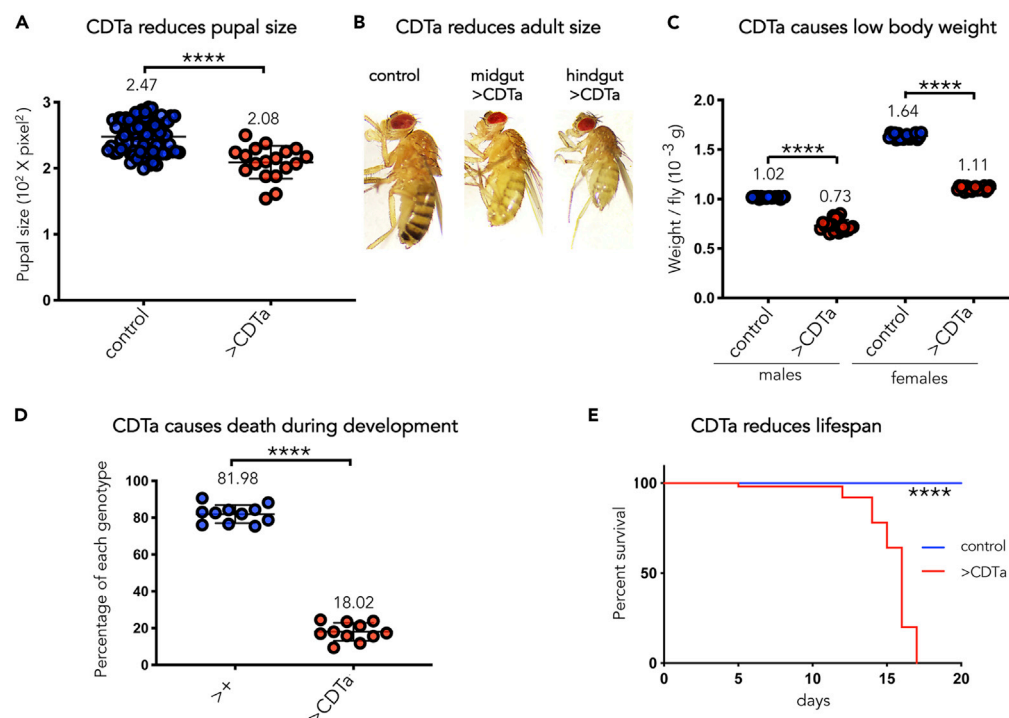 A
CDTa reduces pupal size
****
2.47
2.08
Pupal size (10² X pixel²)
3
2
1
0
control
>CDTa
B
CDTa reduces adult size
control
midgut
>CDTa
hindgut
>CDTa
C
CDTa causes low body weight
****
1.64
****
1.02
1.11
0.73
Weight / fly (10⁻³ g)
2.0
1.5
1.0
0.5
0.0
control
>CDTa
control
>CDTa
males
females
D
CDTa causes death during development
****
81.98
18.02
Percentage of each genotype
100
80
60
40
20
0
>+
>CDTa
E
CDTa reduces lifespan
****
control
>CDTa
Percent survival
100
50
0
0
5
10
15
20
days